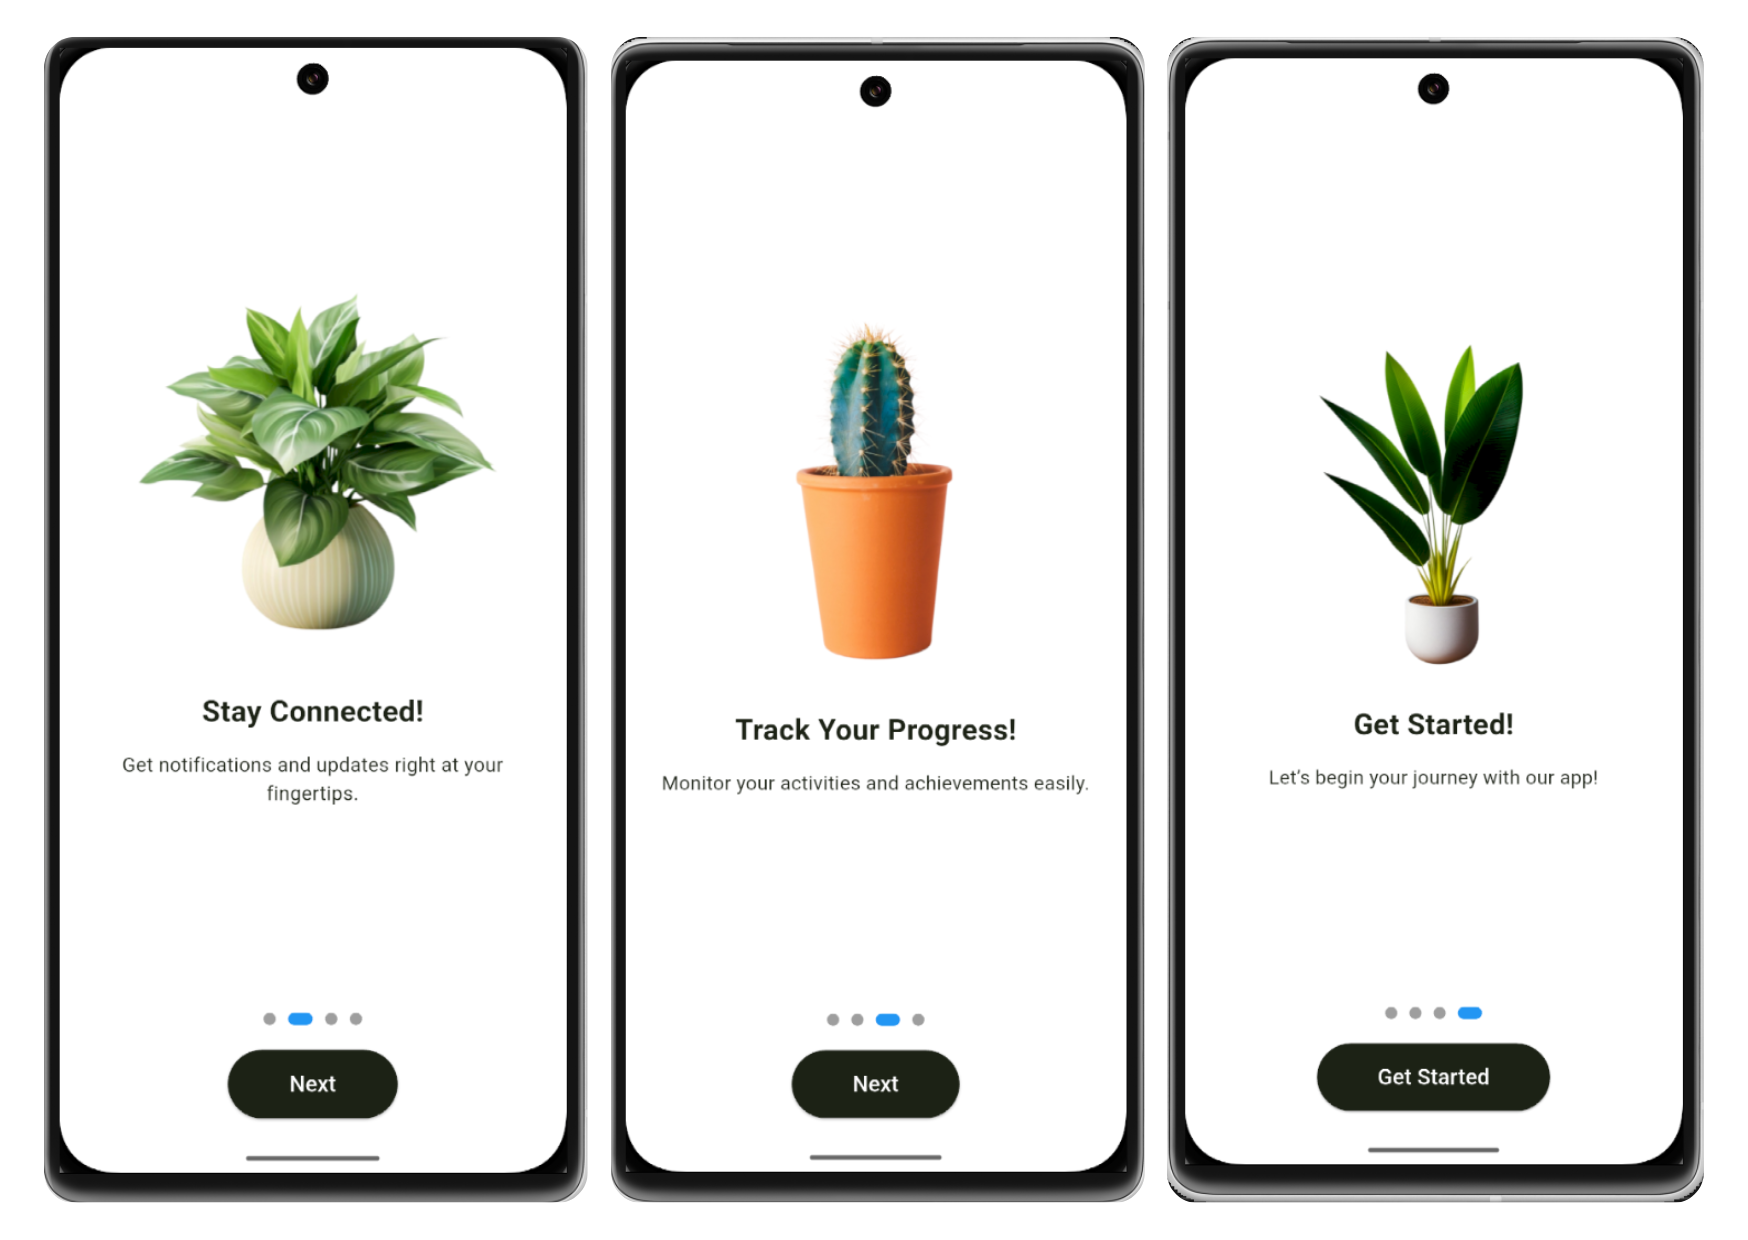 Stay Connected!
Get notifications and updates right at your
fingertips.
Next
Track Your Progress!
Monitor your activities and achievements easily.
Next
Get Started!
Let's begin your journey with our app!
Get Started